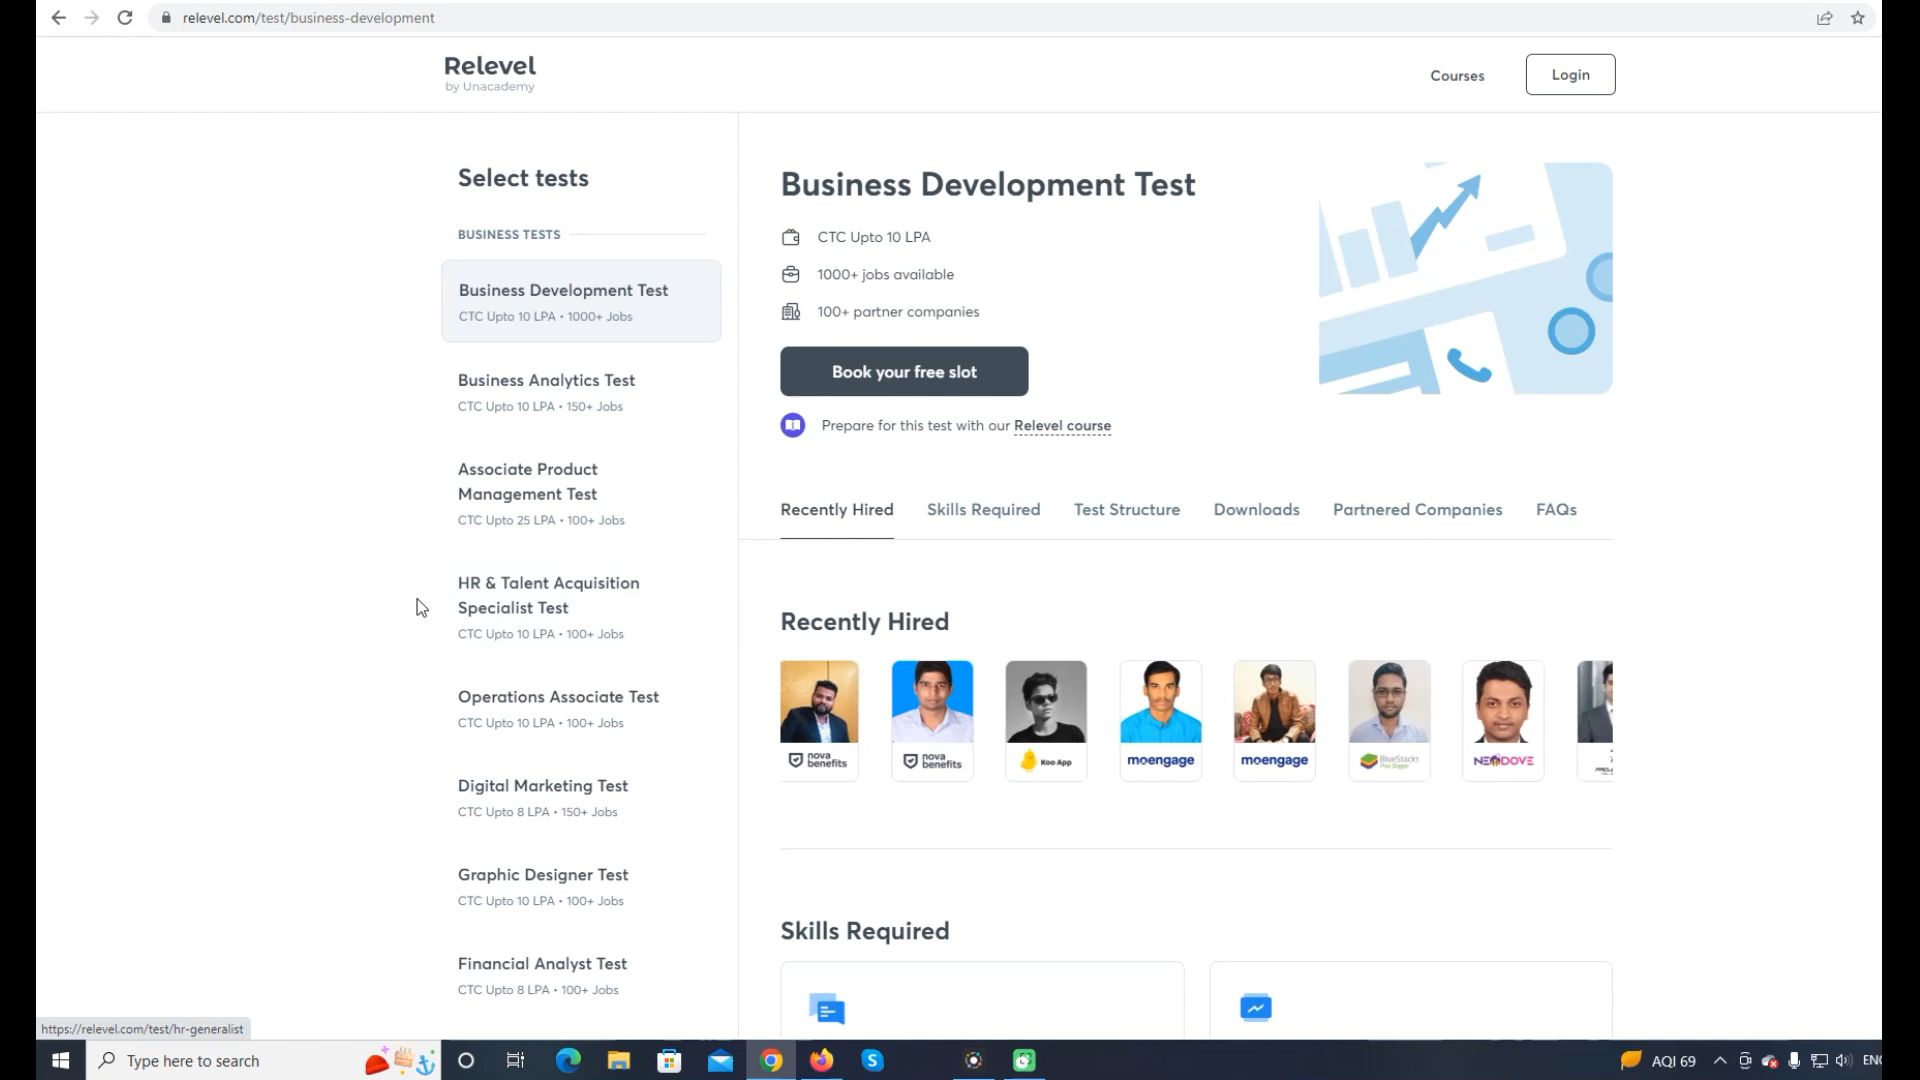 relevel.com/test/business-development
Relevel
by Unacademy
Courses
Login
Select tests
BUSINESS TESTS
Business Development Test
CTC Upto 10 LPA • 1000+ Jobs
Business Analytics Test
CTC Upto 10 LPA • 150+ Jobs
Associate Product
Management Test
CTC Upto 25 LPA • 100+ Jobs
HR & Talent Acquisition
Specialist Test
CTC Upto 10 LPA • 100+ Jobs
Operations Associate Test
CTC Upto 10 LPA • 100+ Jobs
Digital Marketing Test
CTC Upto 8 LPA • 150+ Jobs
Graphic Designer Test
CTC Upto 10 LPA • 100+ Jobs
Financial Analyst Test
CTC Upto 8 LPA • 100+ Jobs
Business Development Test
CTC Upto 10 LPA
1000+ jobs available
100+ partner companies
Book your free slot
Prepare for this test with our Relevel course
Recently Hired Skills Required Test Structure Downloads Partnered Companies FAQs
Recently Hired
nova benefits
nova benefits
Koo App
moengage
moengage
BlueStacks
Play Bigger
NEODOVE
Skills Required
https://relevel.com/test/hr-generalist
Type here to search
AQI 69
ENG